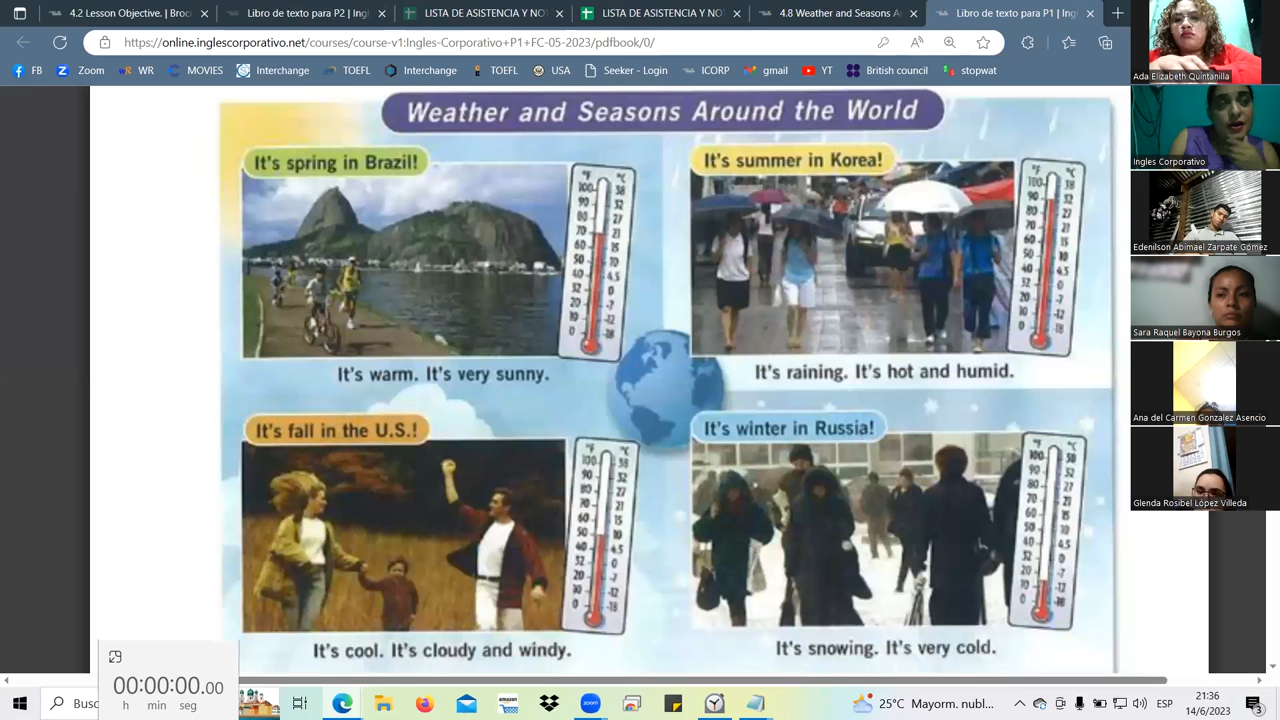 4.2 Lesson Objective. | Broc
Libro de texto para P2 | Ingl
LISTA DE ASISTENCIA Y NOT
LISTA DE ASISTENCIA Y NOT
4.8 Weather and Seasons A
Libro de texto para P1 | Ingl
https://online.inglescorporativo.net/courses/course-v1:Ingles-Corporativo+P1+FC-05-2023/pdfbook/0/
FB
Zoom
WR
MOVIES
Interchange
TOEFL
Interchange
TOEFL
USA
Seeker - Login
ICORP
gmail
YT
British council
stopwat
Weather and Seasons Around the World
It's spring in Brazil!
It's warm. It's very sunny.
It's summer in Korea!
It's raining. It's hot and humid.
It's fall in the U.S.!
It's cool. It's cloudy and windy.
It's winter in Russia!
It's snowing. It's very cold.
Ada Elizabeth Quintanilla
Ingles Corporativo
Edenilson Abimael Zarpate Gómez
Sara Raquel Bayona Burgos
Ana del Carmen Gonzalez Asencio
Glenda Rosibel López Villeda
00:00:00.00
h min seg
Busc
25°C Mayorm. nubl...
ESP
21:36
14/6/2023
3